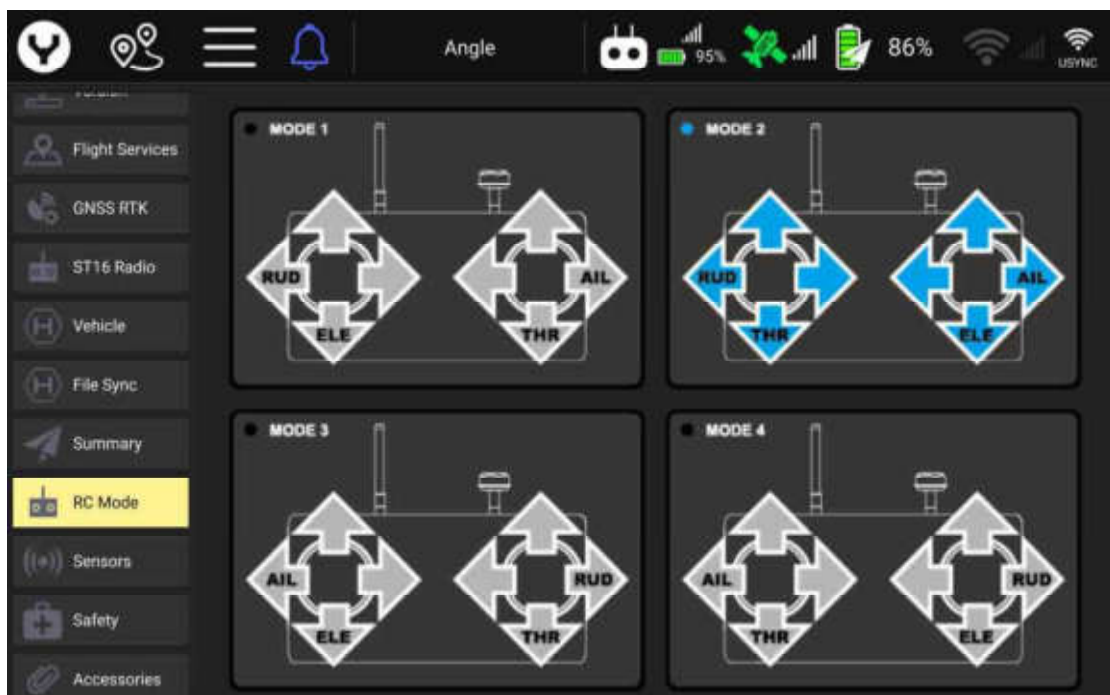 Angle
95%
86%
USYNC
Version
Flight Services
GNSS RTK
ST16 Radio
Vehicle
File Sync
Summary
RC Mode
Sensors
Safety
Accessories
MODE 1
RUD
AIL
ELE
THR
MODE 2
RUD
AIL
THR
ELE
MODE 3
AIL
RUD
ELE
THR
MODE 4
AIL
RUD
THR
ELE